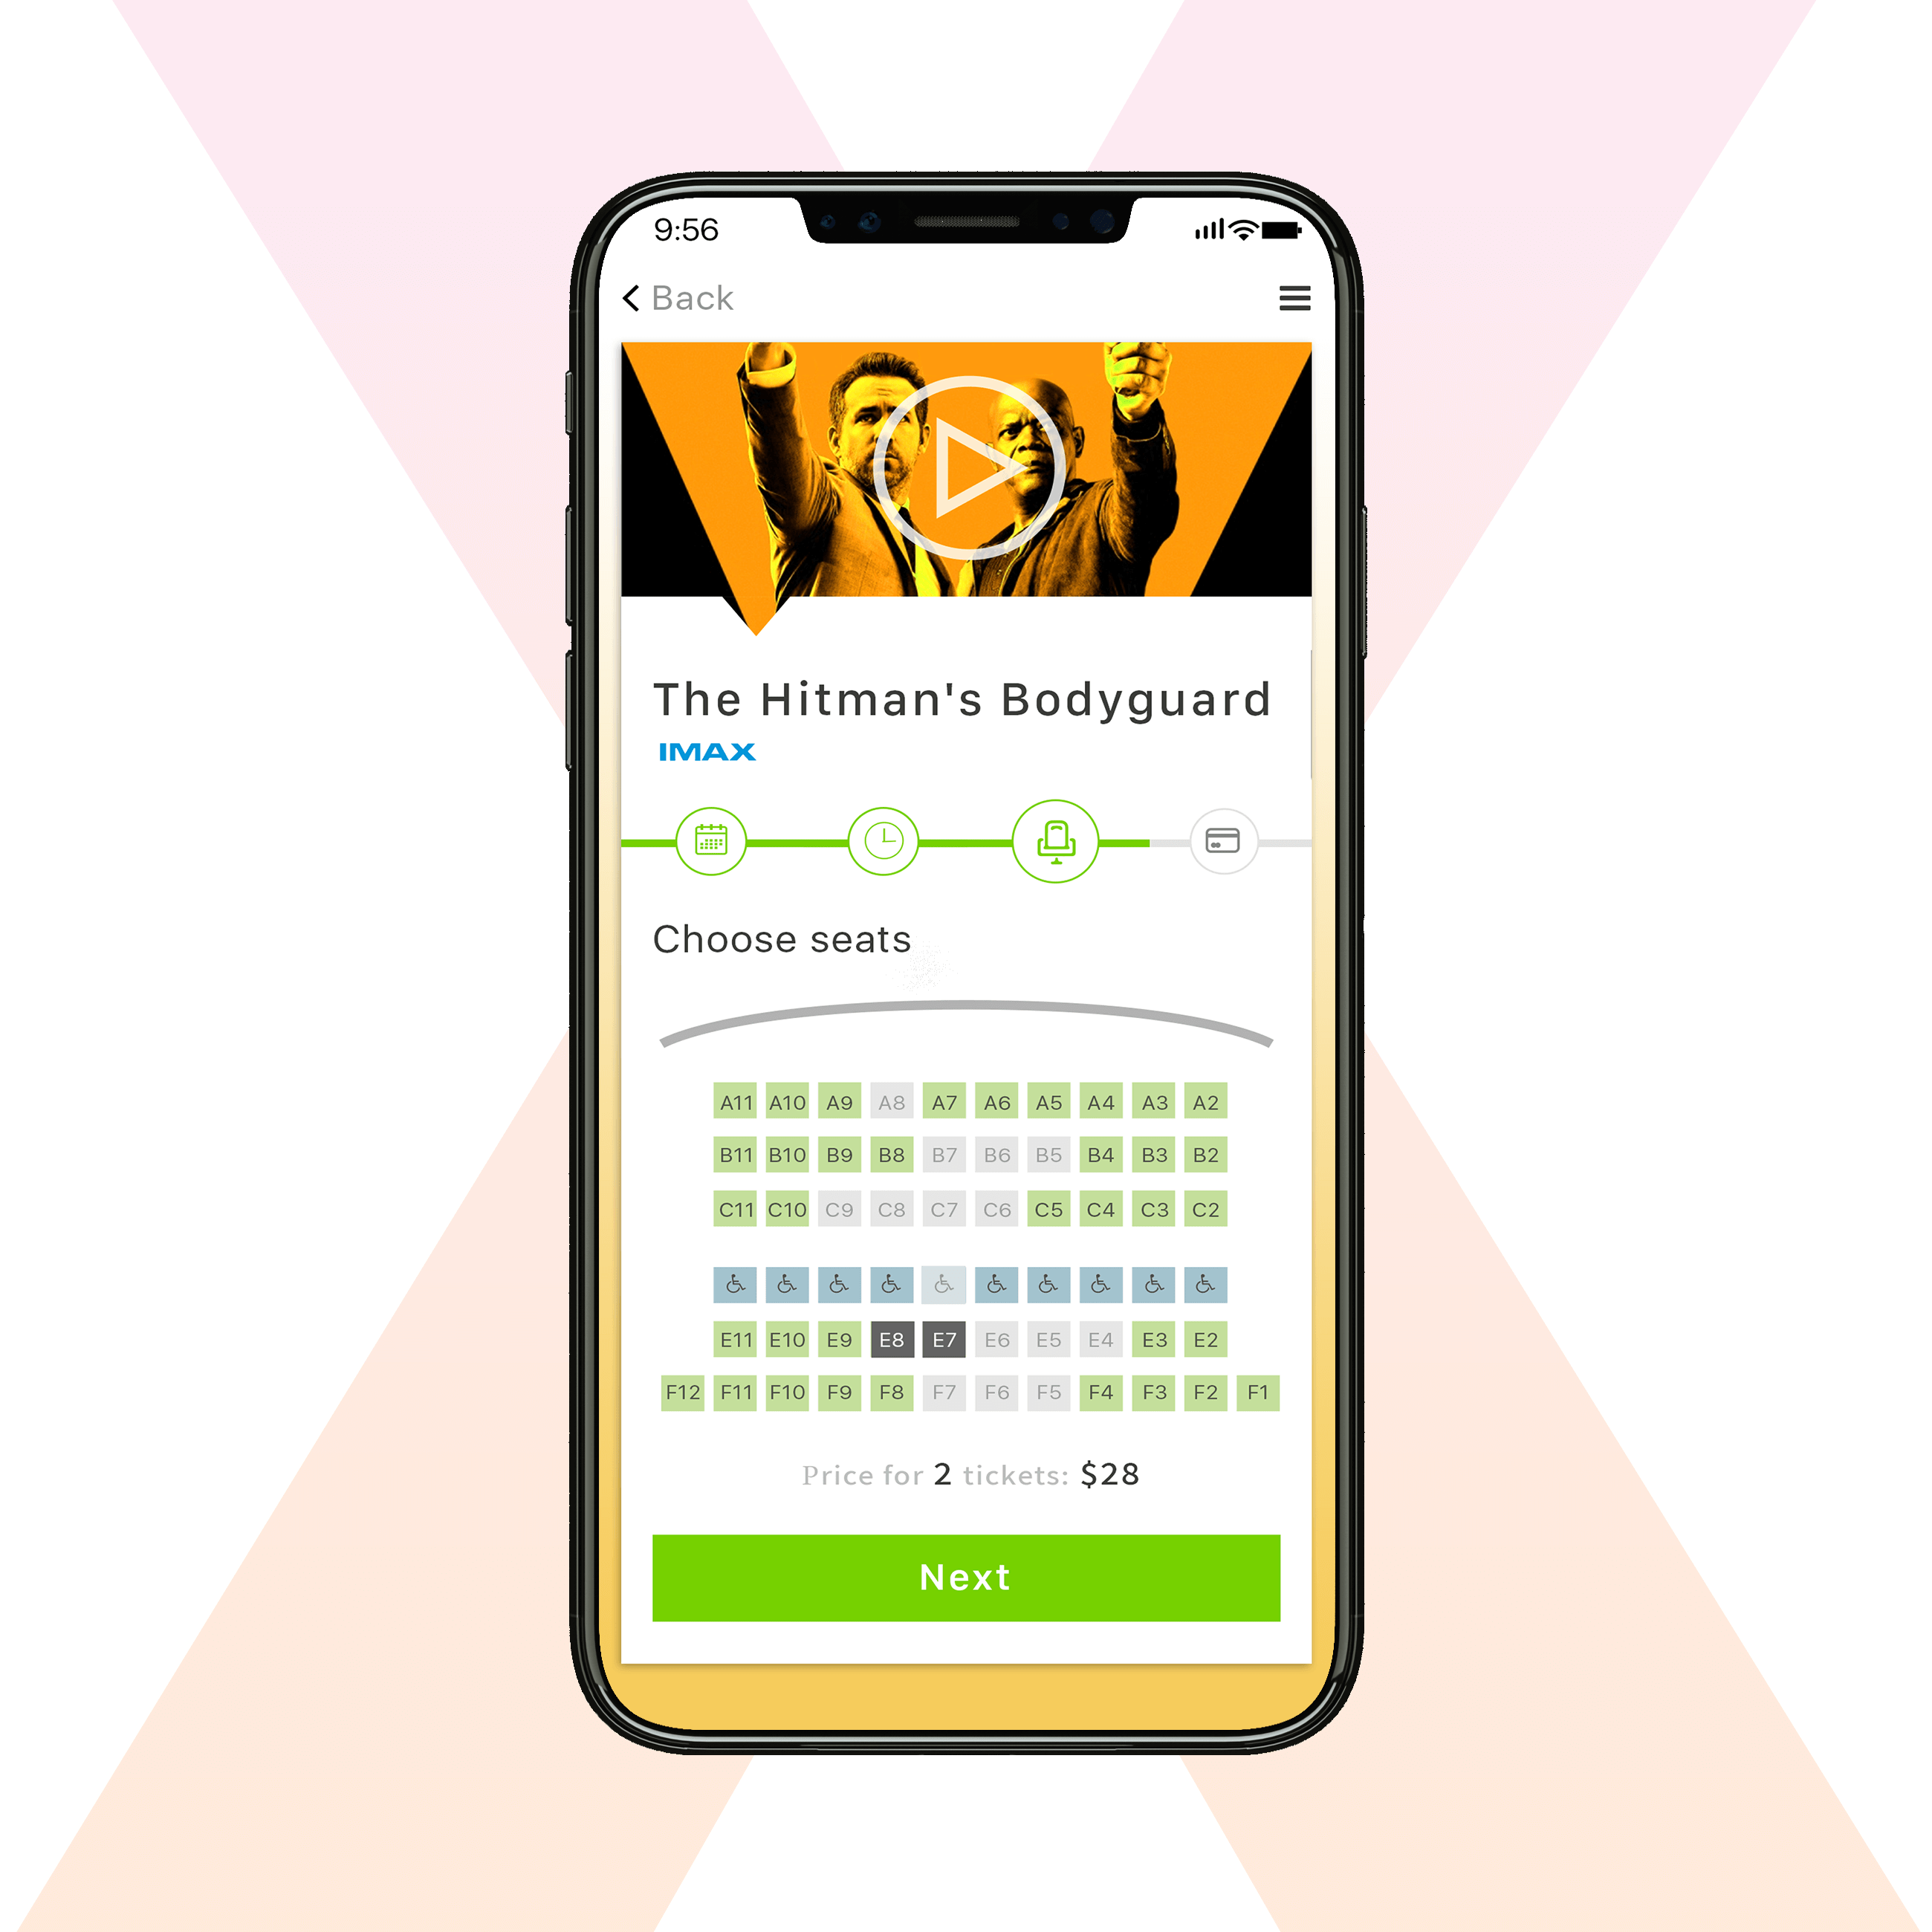 9:56
Back
The Hitman's Bodyguard
IMAX
Choose seats
A11 A10 A9 A8 A7 A6 A5 A4 A3 A2
B11 B10 B9 B8 B7 B6 B5 B4 B3 B2
C11 C10 C9 C8 C7 C6 C5 C4 C3 C2
E11 E10 E9 E8 E7 E6 E5 E4 E3 E2
F12 F11 F10 F9 F8 F7 F6 F5 F4 F3 F2 F1
Price for 2 tickets: $28
Next